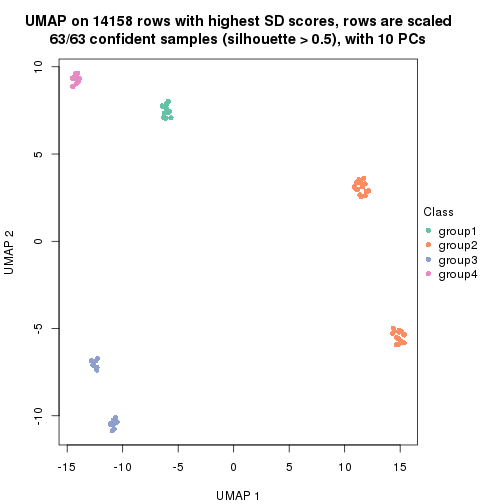 UMAP on 14158 rows with highest SD scores, rows are scaled
63/63 confident samples (silhouette > 0.5), with 10 PCs
10
5
0
-5
-10
UMAP 2
-15
-10
-5
0
5
10
15
UMAP 1
Class
group1
group2
group3
group4